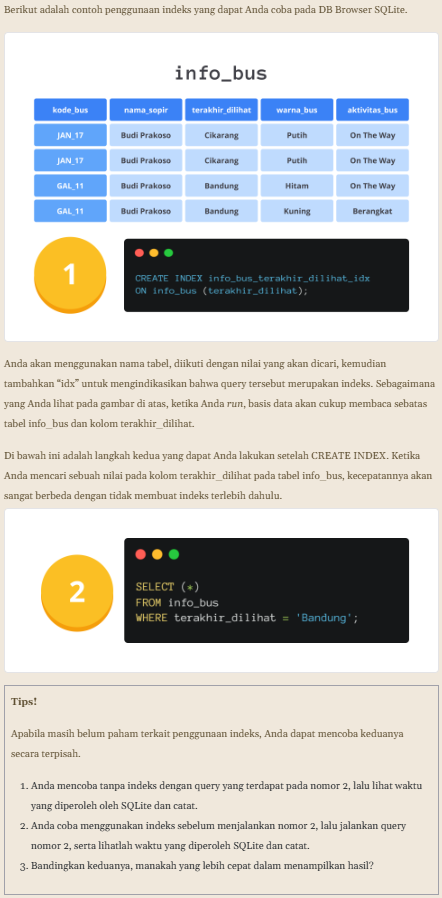 Berikut adalah contoh penggunaan indeks yang dapat Anda coba pada DB Browser SQLite.
info_bus
kode_bus nama_sopir terakhir_dilihat warna_bus aktivitas_bus
JAN_17 Budi Prakoso Cikarang Putih On The Way
JAN_17 Budi Prakoso Cikarang Putih On The Way
GAL_11 Budi Prakoso Bandung Hitam On The Way
GAL_11 Budi Prakoso Bandung Kuning Berangkat
1
CREATE INDEX info_bus_terakhir_dilihat_idx
ON info_bus (terakhir_dilihat);
Anda akan menggunakan nama tabel, diikuti dengan nilai yang akan dicari, kemudian
tambahkan “idx” untuk mengindikasikan bahwa query tersebut merupakan indeks. Sebagaimana
yang Anda lihat pada gambar di atas, ketika Anda run, basis data akan cukup membaca sebatas
tabel info_bus dan kolom terakhir_dilihat.
Di bawah ini adalah langkah kedua yang dapat Anda lakukan setelah CREATE INDEX. Ketika
Anda mencari sebuah nilai pada kolom terakhir_dilihat pada tabel info_bus, kecepatannya akan
sangat berbeda dengan tidak membuat indeks terlebih dahulu.
2
SELECT (*)
FROM info_bus
WHERE terakhir_dilihat = 'Bandung';
Tips!
Apabila masih belum paham terkait penggunaan indeks, Anda dapat mencoba keduanya
secara terpisah.
1. Anda mencoba tanpa indeks dengan query yang terdapat pada nomor 2, lalu lihat waktu
yang diperoleh oleh SQLite dan catat.
2. Anda coba menggunakan indeks sebelum menjalankan nomor 2, lalu jalankan query
nomor 2, serta lihatlah waktu yang diperoleh SQLite dan catat.
3. Bandingkan keduanya, manakah yang lebih cepat dalam menampilkan hasil?